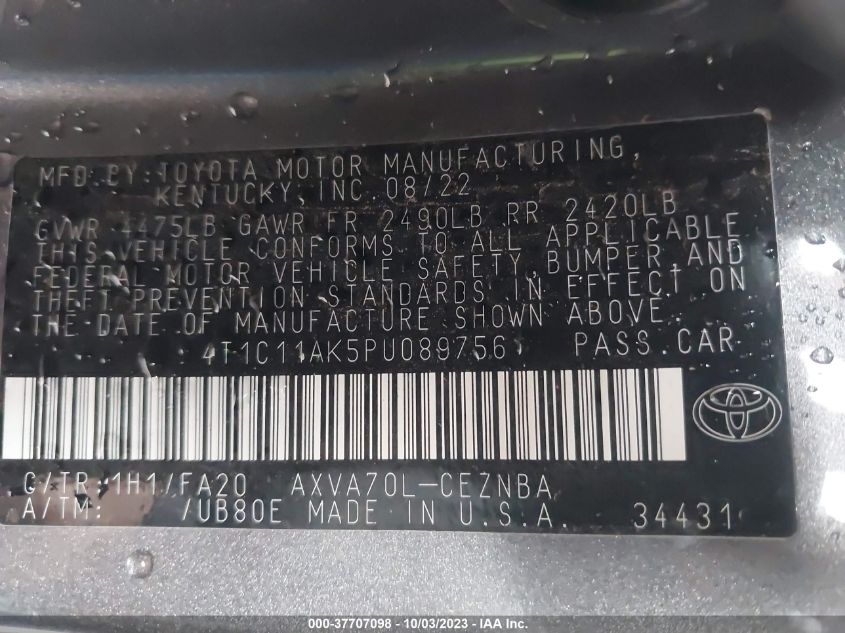 MFD BY: TOYOTA MOTOR MANUFACTURING,
KENTUCKY, INC 08/22
GVWR 4475LB GAWR FR 2490LB RR 2420LB
THIS VEHICLE CONFORMS TO ALL APPLICABLE
FEDERAL MOTOR VEHICLE SAFETY, BUMPER AND
THEFT PREVENTION STANDARDS IN EFFECT ON
THE DATE OF MANUFACTURE SHOWN ABOVE.
4T1C11AK5PU089756 PASS.CAR
C/TR:1H1/FA20 AXVA70L-CEZNBA
A/TM: /UB80E MADE IN U.S.A. 34431
000-37707098 - 10/03/2023 - IAA Inc.